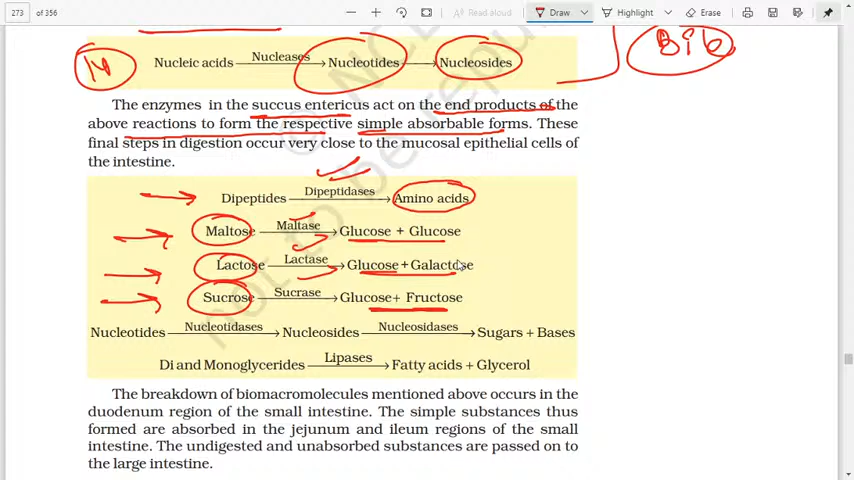 273 of 356 Read aloud Draw Highlight Erase
IV Nucleic acids Nucleases Nucleotides Nucleosides
The enzymes in the succus entericus act on the end products of the
above reactions to form the respective simple absorbable forms. These
final steps in digestion occur very close to the mucosal epithelial cells of
the intestine.
Dipeptides Dipeptidases Amino acids
Maltose Maltase Glucose + Glucose
Lactose Lactase Glucose+Galactose
Sucrose Sucrase Glucose+ Fructose
Nucleotides Nucleotidases Nucleosides Nucleosidases Sugars + Bases
Di and Monoglycerides Lipases Fatty acids + Glycerol
The breakdown of biomacromolecules mentioned above occurs in the
duodenum region of the small intestine. The simple substances thus
formed are absorbed in the jejunum and ileum regions of the small
intestine. The undigested and unabsorbed substances are passed on to
the large intestine.